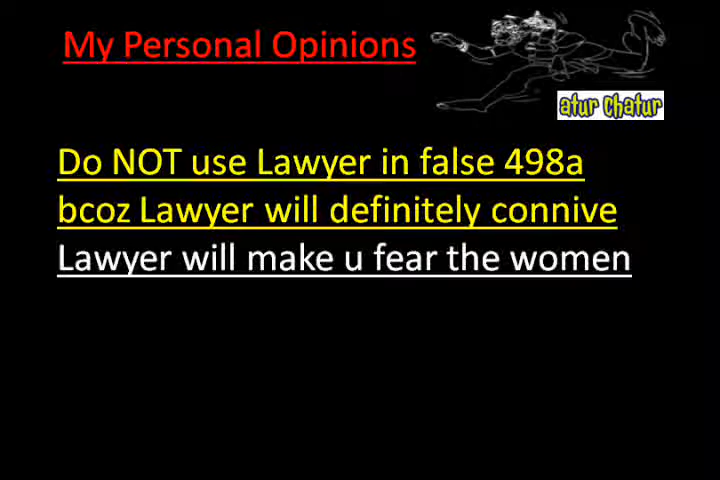 My Personal Opinions
atur chatur
Do NOT use Lawyer in false 498a
bcoz Lawyer will definitely connive
Lawyer will make u fear the women